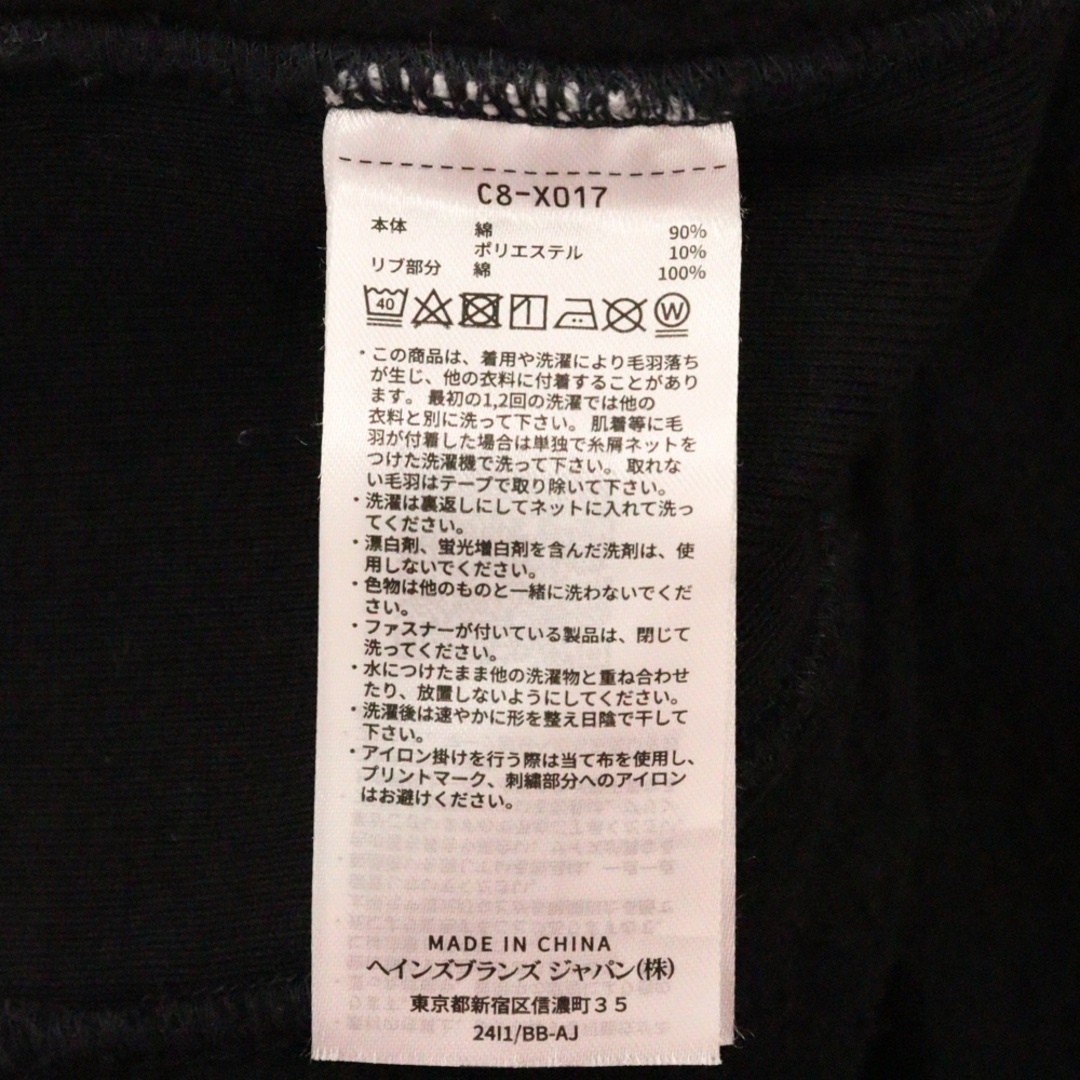 C8-X017
本体 綿 90%
ポリエステル 10%
リブ部分 綿 100%
40 W
・この商品は、着用や洗濯により毛羽落ち
が生じ、他の衣料に付着することがあり
ます。最初の1,2回の洗濯では他の
衣料と別に洗って下さい。肌着等に毛
羽が付着した場合は単独で糸屑ネットを
つけた洗濯機で洗って下さい。取れな
い毛羽はテープで取り除いて下さい。
・洗濯は裏返しにしてネットに入れて洗っ
てください。
・漂白剤、蛍光増白剤を含んだ洗剤は、使
用しないでください。
・色物は他のものと一緒に洗わないでくだ
さい。
・ファスナーが付いている製品は、閉じて
洗ってください。
・水につけたまま他の洗濯物と重ね合わせ
たり、放置しないようにしてください。
・洗濯後は速やかに形を整え日陰で干して
下さい。
・アイロン掛けを行う際は当て布を使用し、
プリントマーク、刺繍部分へのアイロン
はお避けください。
MADE IN CHINA
ヘインズブランズ ジャパン(株)
東京都新宿区信濃町35
24I1/BB-AJ